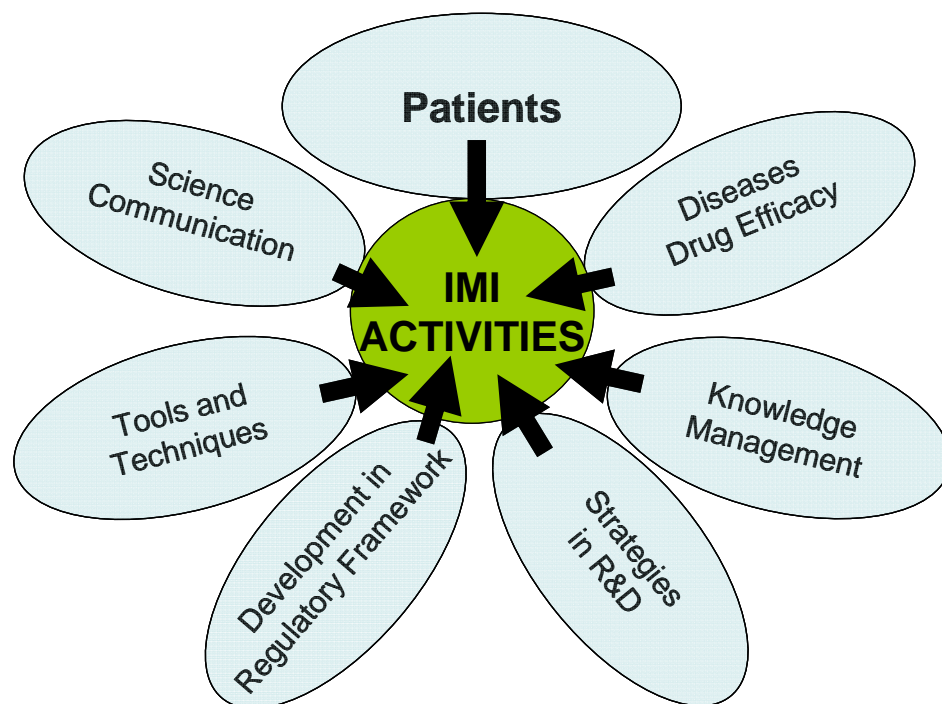 Patients
Science
Communication
Diseases
Drug Efficacy
IMI
ACTIVITIES
Tools and
Techniques
Knowledge
Management
Development in
Regulatory Framework
Strategies
in R&D